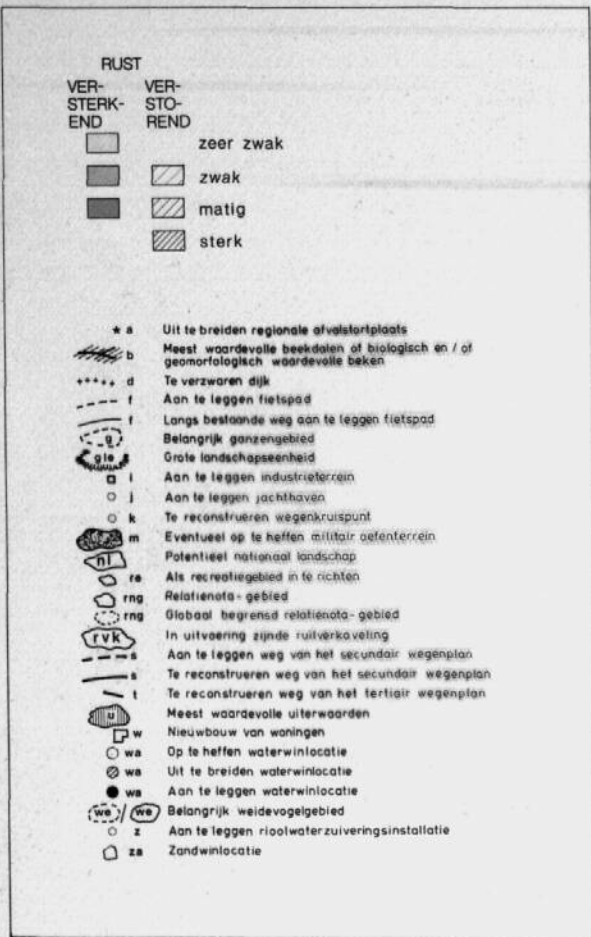 RUST
VER- VER-
STERK- STO-
END REND
zeer zwak
zwak
matig
sterk
* a Uit te breiden regionale afvalstortplaats
b Meest waardevolle beekdalen of biologisch en / of
geomorfologisch waardevolle beken
++++ d Te verzwaren dijk
f Aan te leggen fietspad
f Langs bestaande weg aan te leggen fietspad
g Belangrijk ganzengebied
gle Grote landschapseenheid
i Aan te leggen industrieterrein
j Aan te leggen jachthaven
k Te reconstrueren wegenkruispunt
m Eventueel op te heffen militair oefenterrein
nl Potentieel nationaal landschap
re Als recreatiegebied in te richten
rng Relatienota-gebied
rng Globaal begrensd relatienota-gebied
rvk In uitvoering zijnde ruilverkaveling
s Aan te leggen weg van het secundair wegenplan
s Te reconstrueren weg van het secundair wegenplan
t Te reconstrueren weg van het tertiair wegenplan
u Meest waardevolle uiterwaarden
w Nieuwbouw van woningen
wa Op te heffen waterwinlocatie
wa Uit te breiden waterwinlocatie
wa Aan te leggen waterwinlocatie
we / we Belangrijk weidevogelgebied
z Aan te leggen rioolwaterzuiveringsinstallatie
za Zandwinlocatie